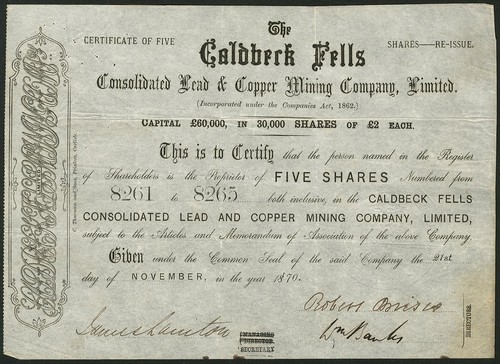 CERTIFICATE OF FIVE
The
SHARES—RE-ISSUE.
Caldbeck Fells
Consolidated Lead & Copper Mining Company, Limited.
(Incorporated under the Companies Act, 1862.)
CAPITAL £60,000, IN 30,000 SHARES OF £2 EACH.
This is to Certify that the person named in the Register
of Shareholders is the Proprietor of FIVE SHARES Numbered from
8261 to 8265 both inclusive, in the CALDBECK FELLS
CONSOLIDATED LEAD AND COPPER MINING COMPANY, LIMITED,
subject to the Articles and Memorandum of Association of the above Company.
Given under the Common Seal of the said Company the 21st
day of NOVEMBER, in the year 1870.
Wm Banks
DIRECTORS
MANAGING
DIRECTOR.
SECRETARY